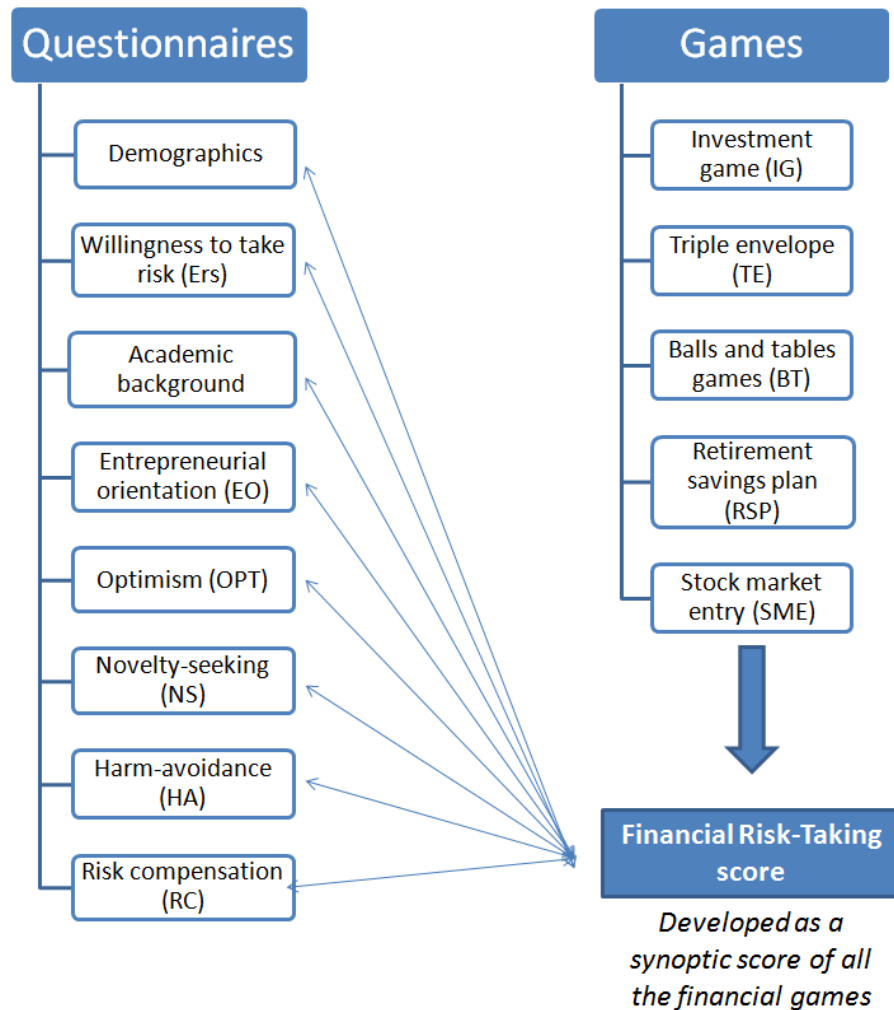 Questionnaires
Demographics
Willingness to take
risk (Ers)
Academic
background
Entrepreneurial
orientation (EO)
Optimism (OPT)
Novelty-seeking
(NS)
Harm-avoidance
(HA)
Risk compensation
(RC)
Games
Investment
game (IG)
Triple envelope
(TE)
Balls and tables
games (BT)
Retirement
savings plan
(RSP)
Stock market
entry (SME)
Financial Risk-Taking
score
Developed as a
synoptic score of all
the financial games